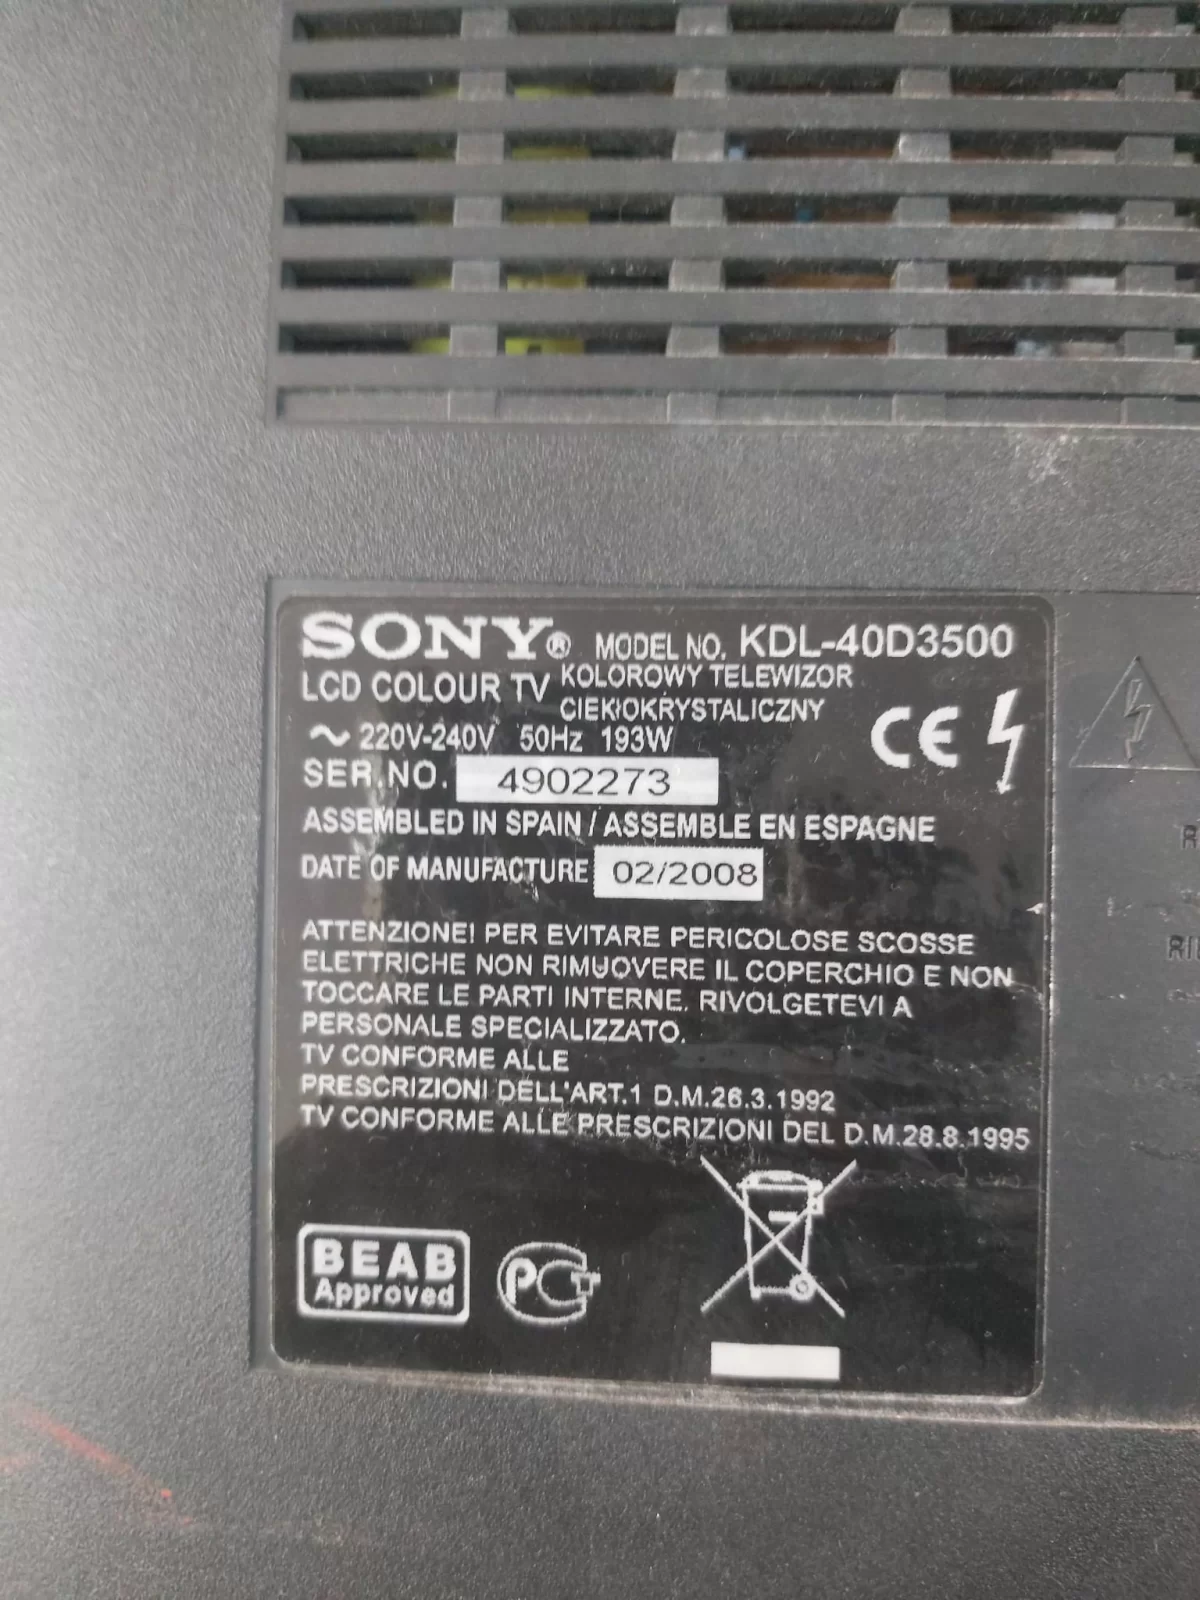 SONY® MODEL NO. KDL-40D3500
LCD COLOUR TV KOLOROWY TELEWIZOR
CIEKŁOKRYSTALICZNY
~ 220V-240V 50Hz 193W
CE
SER.NO. 4902273
ASSEMBLED IN SPAIN / ASSEMBLE EN ESPAGNE
DATE OF MANUFACTURE 02/2008
ATTENZIONE! PER EVITARE PERICOLOSE SCOSSE
ELETTRICHE NON RIMUOVERE IL COPERCHIO E NON
TOCCARE LE PARTI INTERNE. RIVOLGETEVI A
PERSONALE SPECIALIZZATO.
TV CONFORME ALLE
PRESCRIZIONI DELL'ART.1 D.M.26.3.1992
TV CONFORME ALLE PRESCRIZIONI DEL D.M.28.8.1995
BEAB
Approved